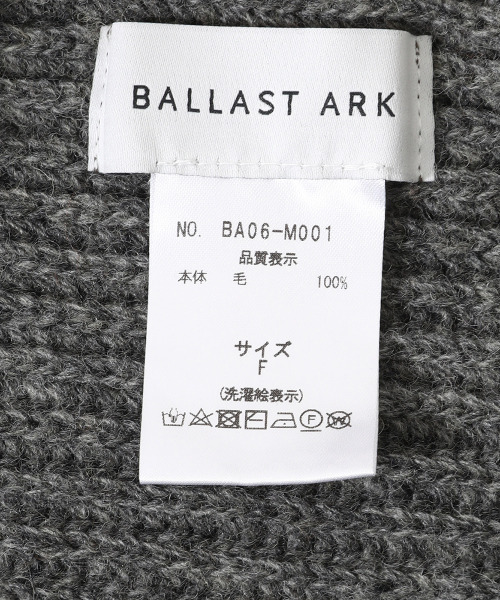 BALLAST ARK
NO. BA06-M001
品質表示
本体 毛 100%
サイズ
F
(洗濯絵表示)
F W